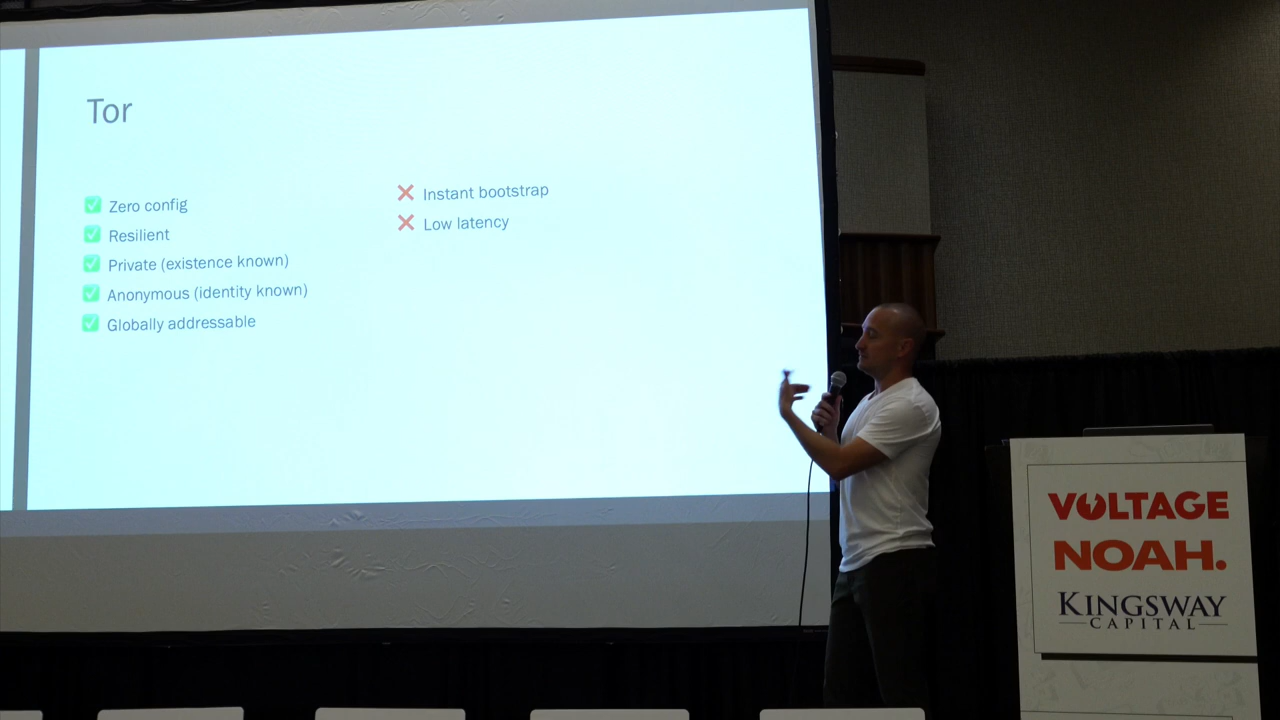 Tor
✅ Zero config
✅ Resilient
✅ Private (existence known)
✅ Anonymous (identity known)
✅ Globally addressable
❌ Instant bootstrap
❌ Low latency
VOLTAGE
NOAH.
KINGSWAY
CAPITAL